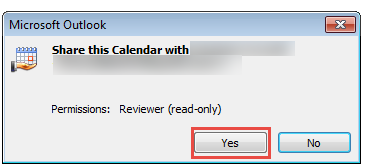 Microsoft Outlook
Share this Calendar with
Permissions: Reviewer (read-only)
Yes No